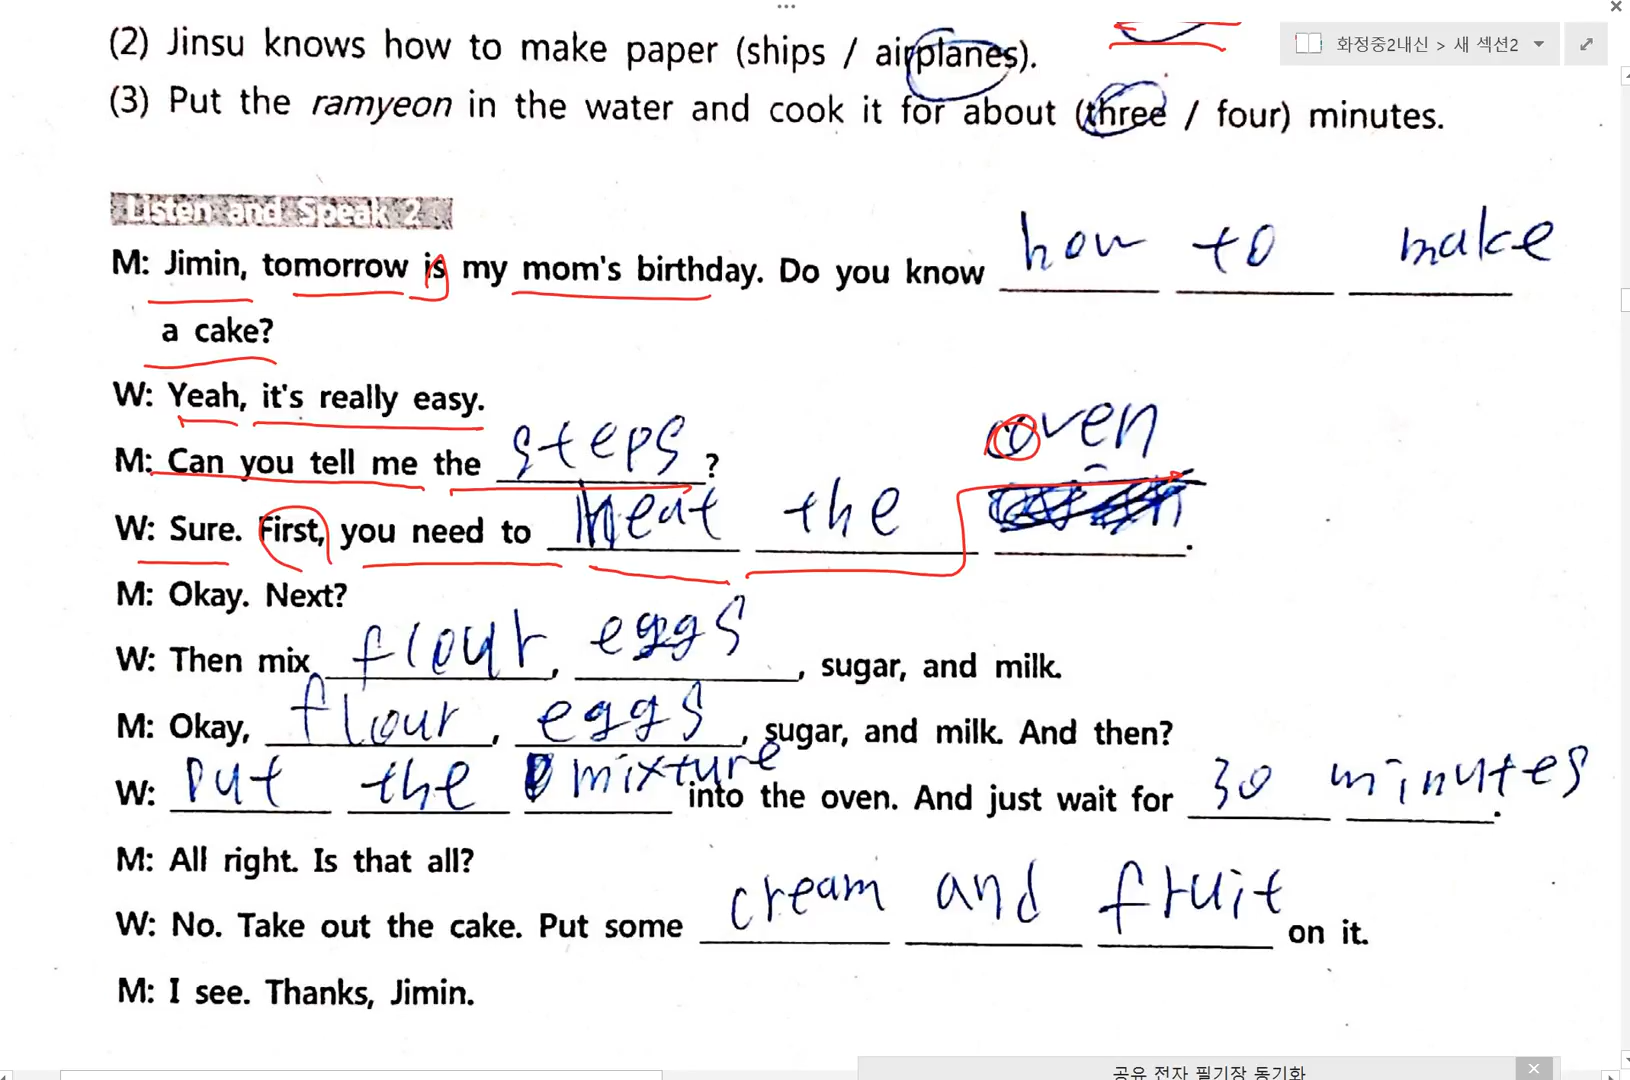 (2) Jinsu knows how to make paper (ships / airplanes).
화정중2내신 > 새 섹션2
(3) Put the ramyeon in the water and cook it for about (three / four) minutes.
Listen and Speak 2
M: Jimin, tomorrow is my mom's birthday. Do you know how to make
a cake?
W: Yeah, it's really easy.
M: Can you tell me the steps?
W: Sure. First, you need to heat the oven.
M: Okay. Next?
W: Then mix flour, eggs, sugar, and milk.
M: Okay, flour, eggs, sugar, and milk. And then?
W: put the mixture into the oven. And just wait for 30 minutes.
M: All right. Is that all?
W: No. Take out the cake. Put some cream and fruit on it.
M: I see. Thanks, Jimin.
공유 전자 필기장 동기화